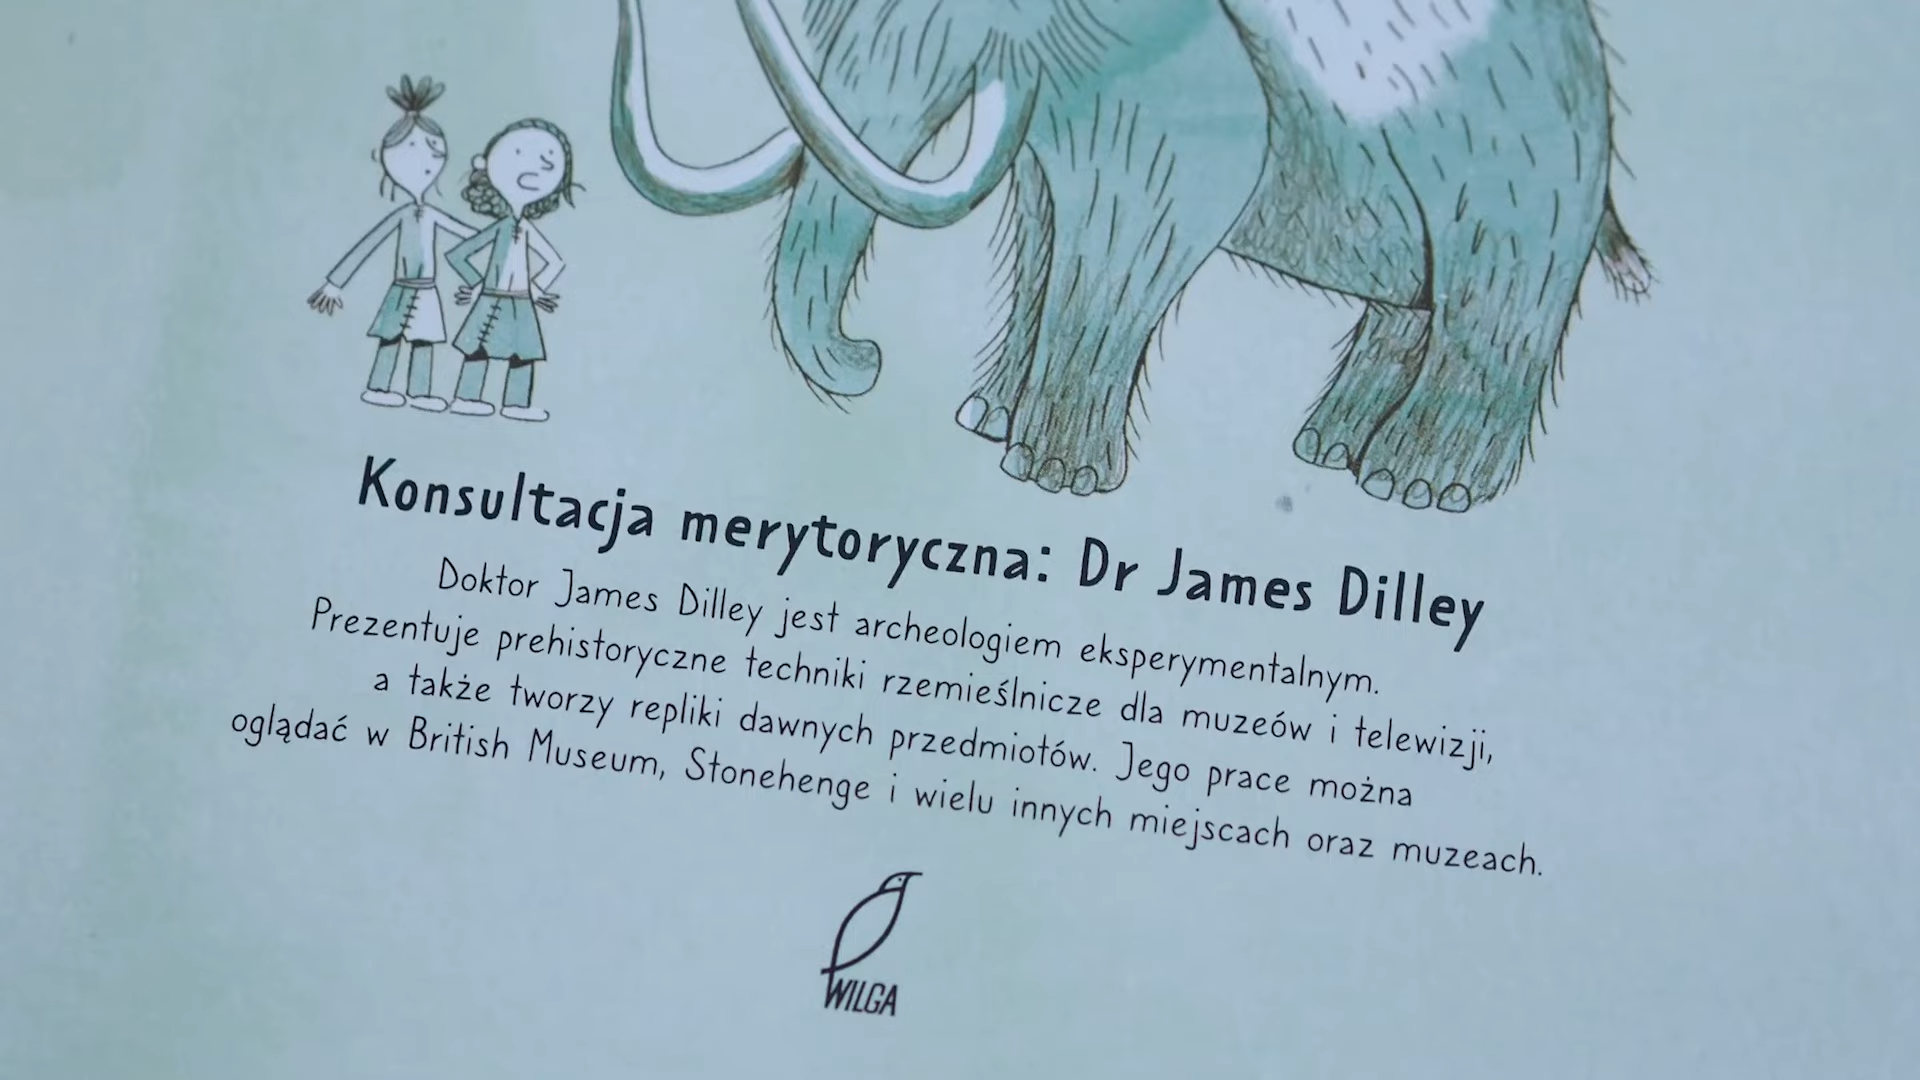 Konsultacja merytoryczna: Dr James Dilley
Doktor James Dilley jest archeologiem eksperymentalnym.
Prezentuje prehistoryczne techniki rzemieślnicze dla muzeów i telewizji,
a także tworzy repliki dawnych przedmiotów. Jego prace można
oglądać w British Museum, Stonehenge i wielu innych miejscach oraz muzeach.
WILGA